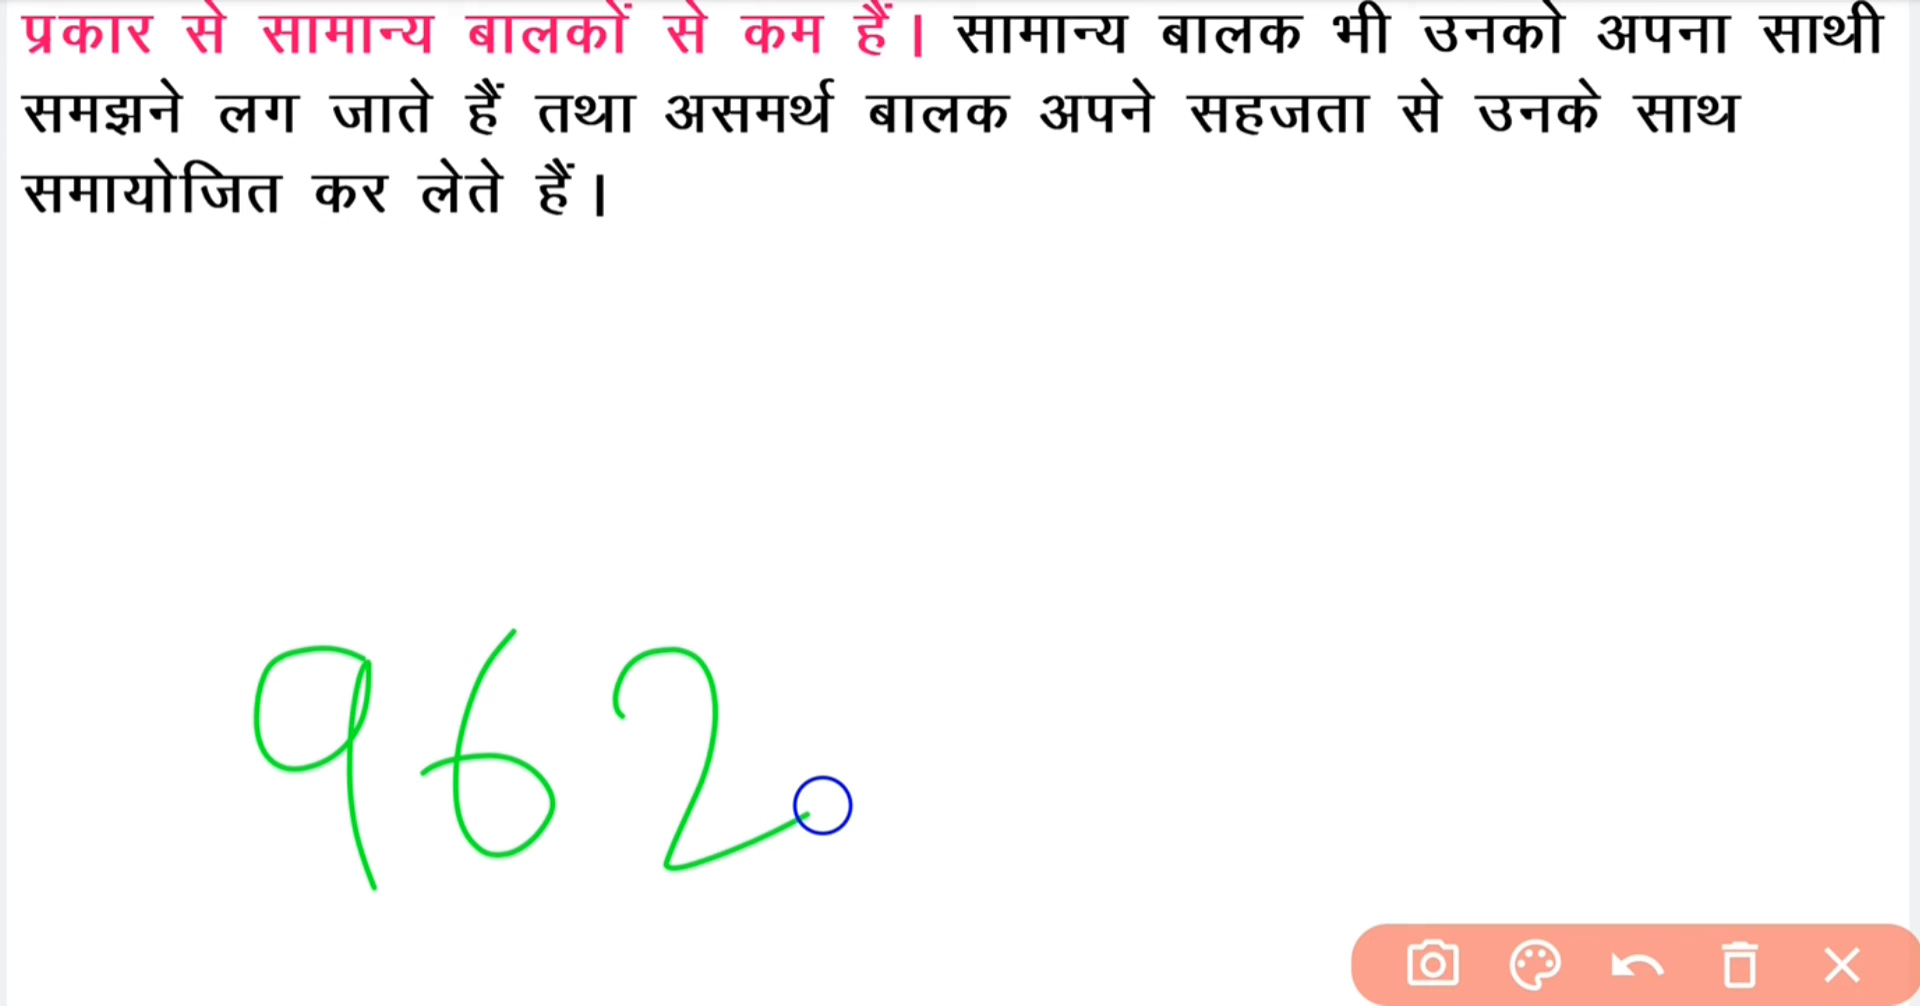 प्रकार से सामान्य बालकों से कम हैं। सामान्य बालक भी उनको अपना साथी
समझने लग जाते हैं तथा असमर्थ बालक अपने सहजता से उनके साथ
समायोजित कर लेते हैं।
962